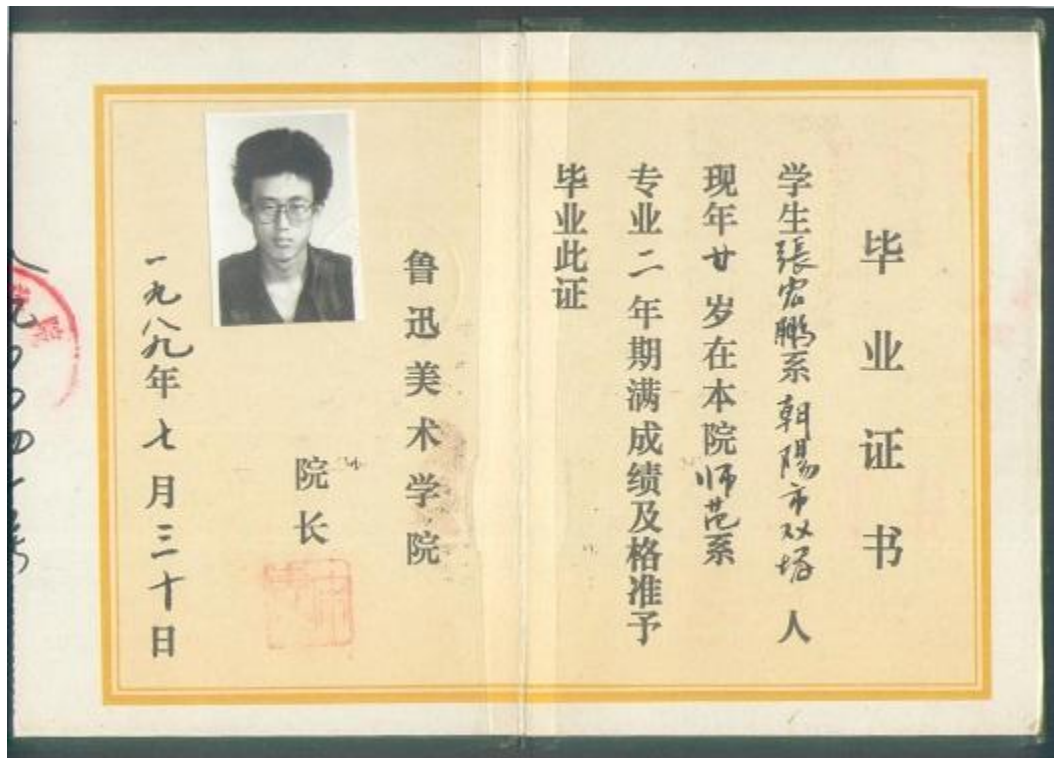 毕业证书
学生張宏鹏系朝陽市双塔人
现年廿岁在本院师范系
专业二年期满成绩及格准予
毕业此证
鲁迅美术学院
院长
一九八九年七月三十日